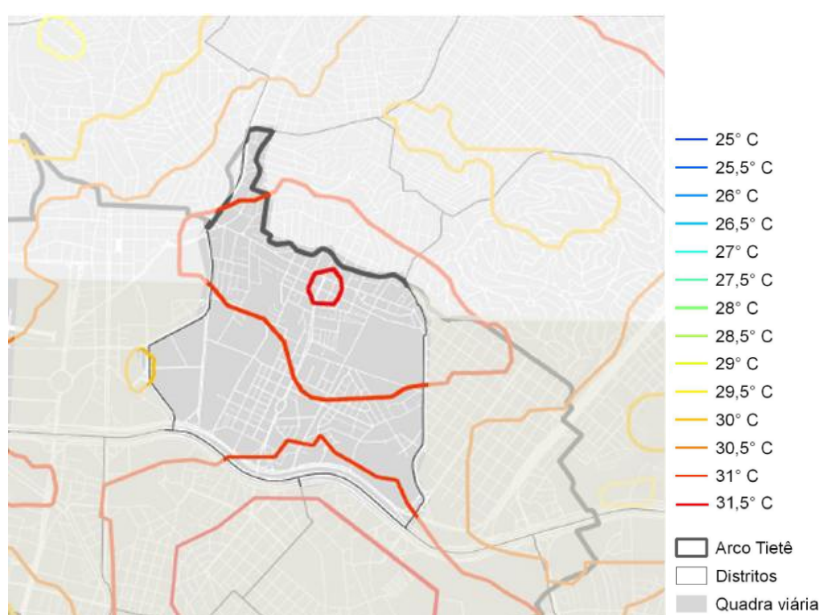 25° C
25,5° C
26° C
26,5° C
27° C
27,5° C
28° C
28,5° C
29° C
29,5° C
30° C
30,5° C
31° C
31,5° C
Arco Tietê
Distritos
Quadra viária